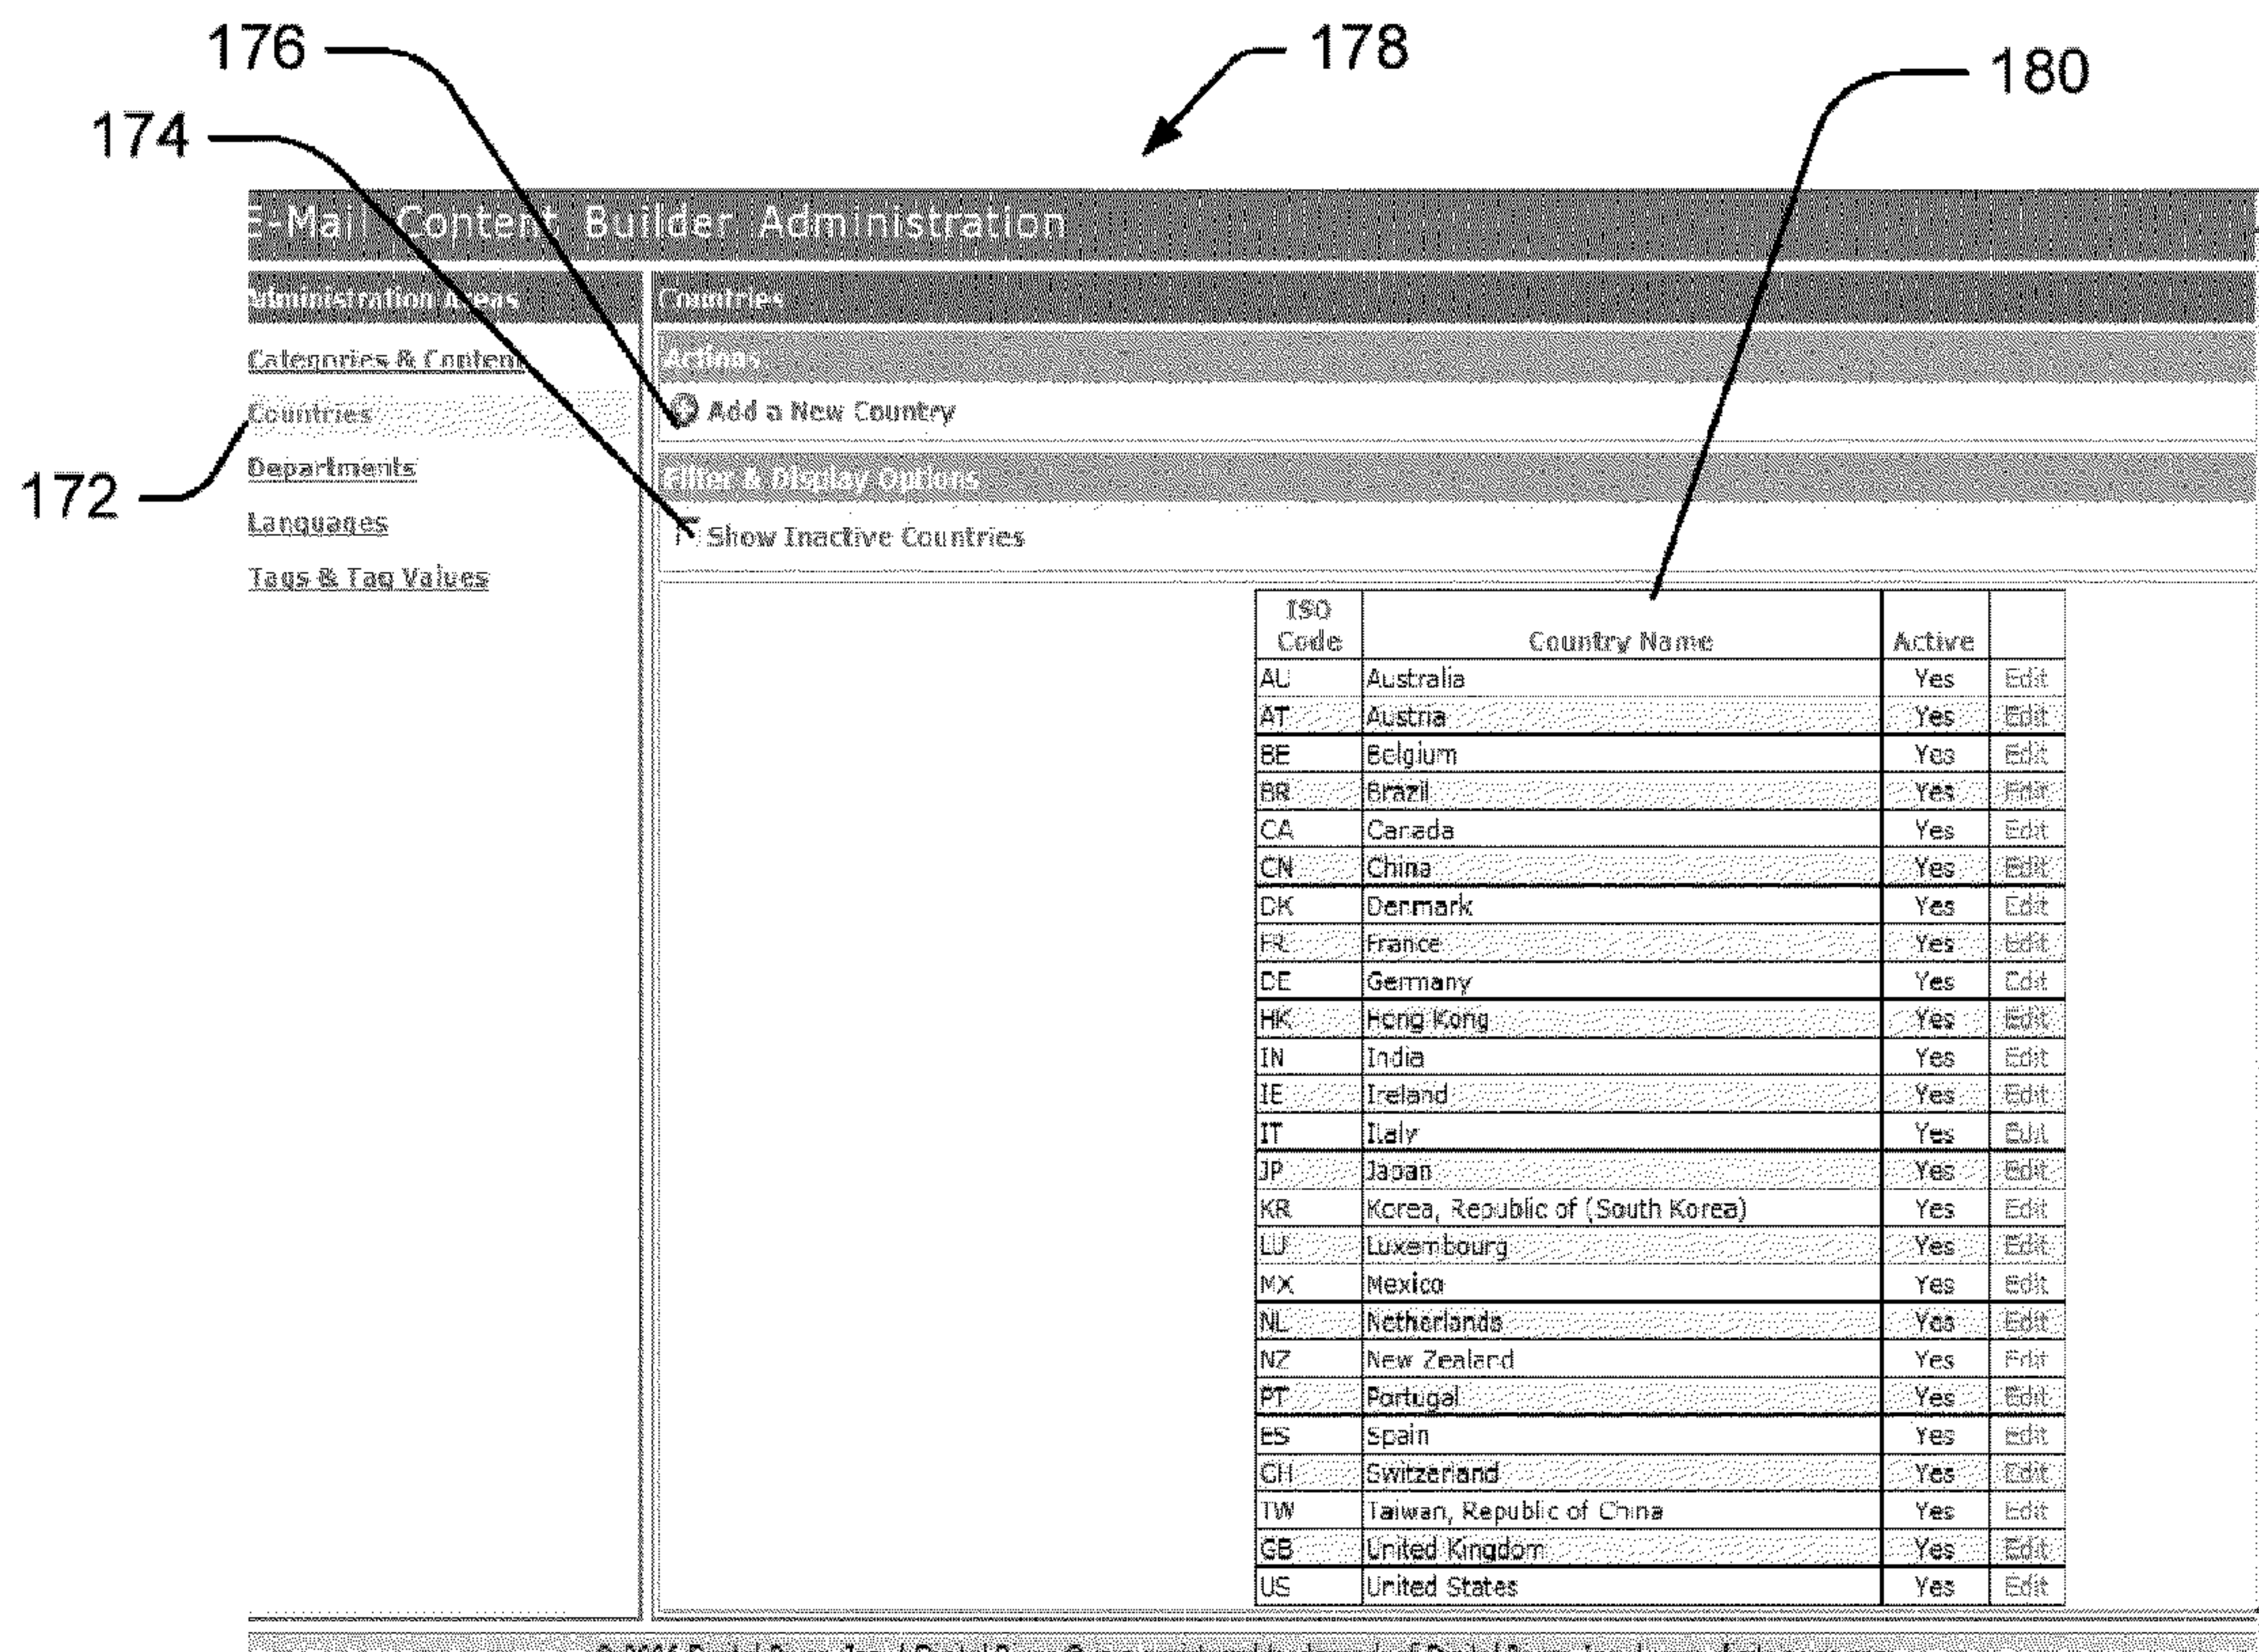 176
178
180
174
E-Mail Content Builder Administration
Administration Areas
Countries
Categories & Content
Actions
Countries
Add a New Country
172
Departments
Filter & Display Options
Languages
Show Inactive Countries
Tags & Tag Values
ISO Code Country Name Active
AU Australia Yes Edit
AT Austria Yes Edit
BE Belgium Yes Edit
BR Brazil Yes Edit
CA Canada Yes Edit
CN China Yes Edit
DK Denmark Yes Edit
FR France Yes Edit
DE Germany Yes Edit
HK Hong Kong Yes Edit
IN India Yes Edit
IE Ireland Yes Edit
IT Italy Yes Edit
JP Japan Yes Edit
KR Korea, Republic of (South Korea) Yes Edit
LU Luxembourg Yes Edit
MX Mexico Yes Edit
NL Netherlands Yes Edit
NZ New Zealand Yes Edit
PT Portugal Yes Edit
ES Spain Yes Edit
CH Switzerland Yes Edit
TW Taiwan, Republic of China Yes Edit
GB United Kingdom Yes Edit
US United States Yes Edit